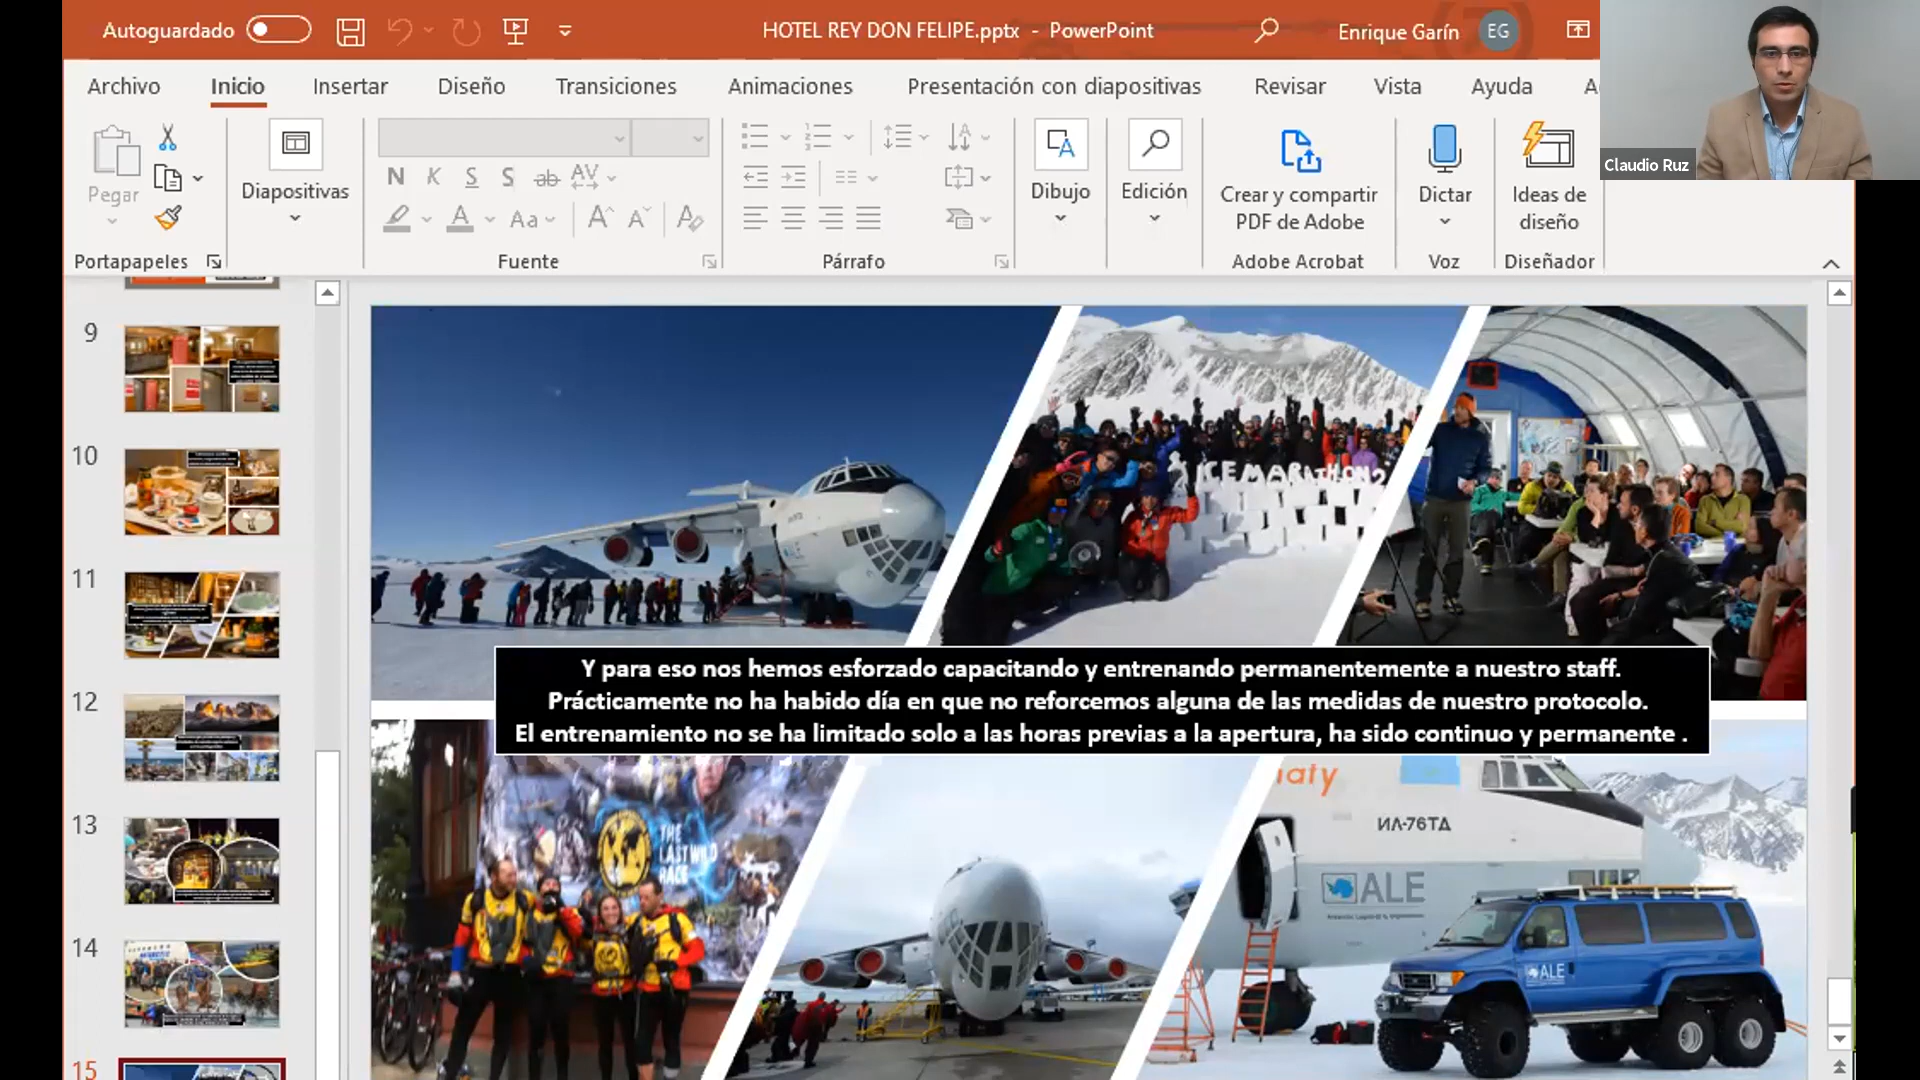 Autoguardado
HOTEL REY DON FELIPE.pptx - PowerPoint
Enrique Garín
EG
Archivo
Inicio
Insertar
Diseño
Transiciones
Animaciones
Presentación con diapositivas
Revisar
Vista
Ayuda
Claudio Ruz
Pegar
Diapositivas
N K S S ab AV
A Aa A A A
Dibujo
Edición
Crear y compartir
PDF de Adobe
Dictar
Ideas de
diseño
Portapapeles
Fuente
Párrafo
Adobe Acrobat
Voz
Diseñador
9
10
11
12
13
14
15
ALE
ICE MARATHON
Y para eso nos hemos esforzado capacitando y entrenando permanentemente a nuestro staff.
Prácticamente no ha habido día en que no reforcemos alguna de las medidas de nuestro protocolo.
El entrenamiento no se ha limitado solo a las horas previas a la apertura, ha sido continuo y permanente .
THE
LAST WILD
RACE
ИЛ-76ТД
ALE
ALE